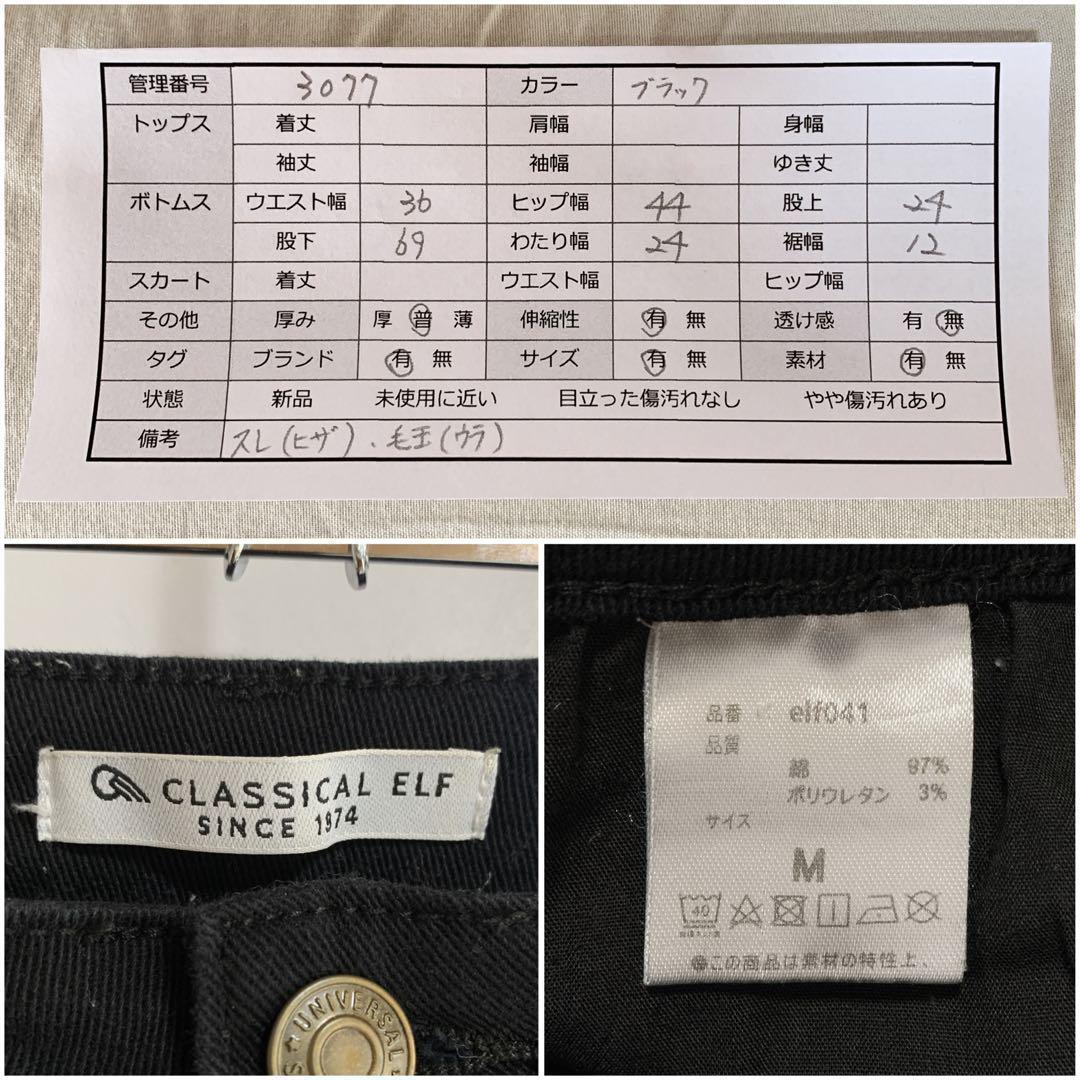 管理番号 3077 カラー ブラック
トップス 着丈 肩幅 身幅
袖丈 袖幅 ゆき丈
ボトムス ウエスト幅 36 ヒップ幅 44 股上 24
股下 69 わたり幅 24 裾幅 12
スカート 着丈 ウエスト幅 ヒップ幅
その他 厚み 厚 普 薄 伸縮性 有 無 透け感 有 無
タグ ブランド 有 無 サイズ 有 無 素材 有 無
状態 新品 未使用に近い 目立った傷汚れなし やや傷汚れあり
備考 スレ(ヒザ)、毛玉(ウラ)
CLASSICAL ELF
SINCE 1974
UNIVERSAL
品番 elf041
品質
綿 97%
ポリウレタン 3%
サイズ
M
40
●この商品は素材の特性上、